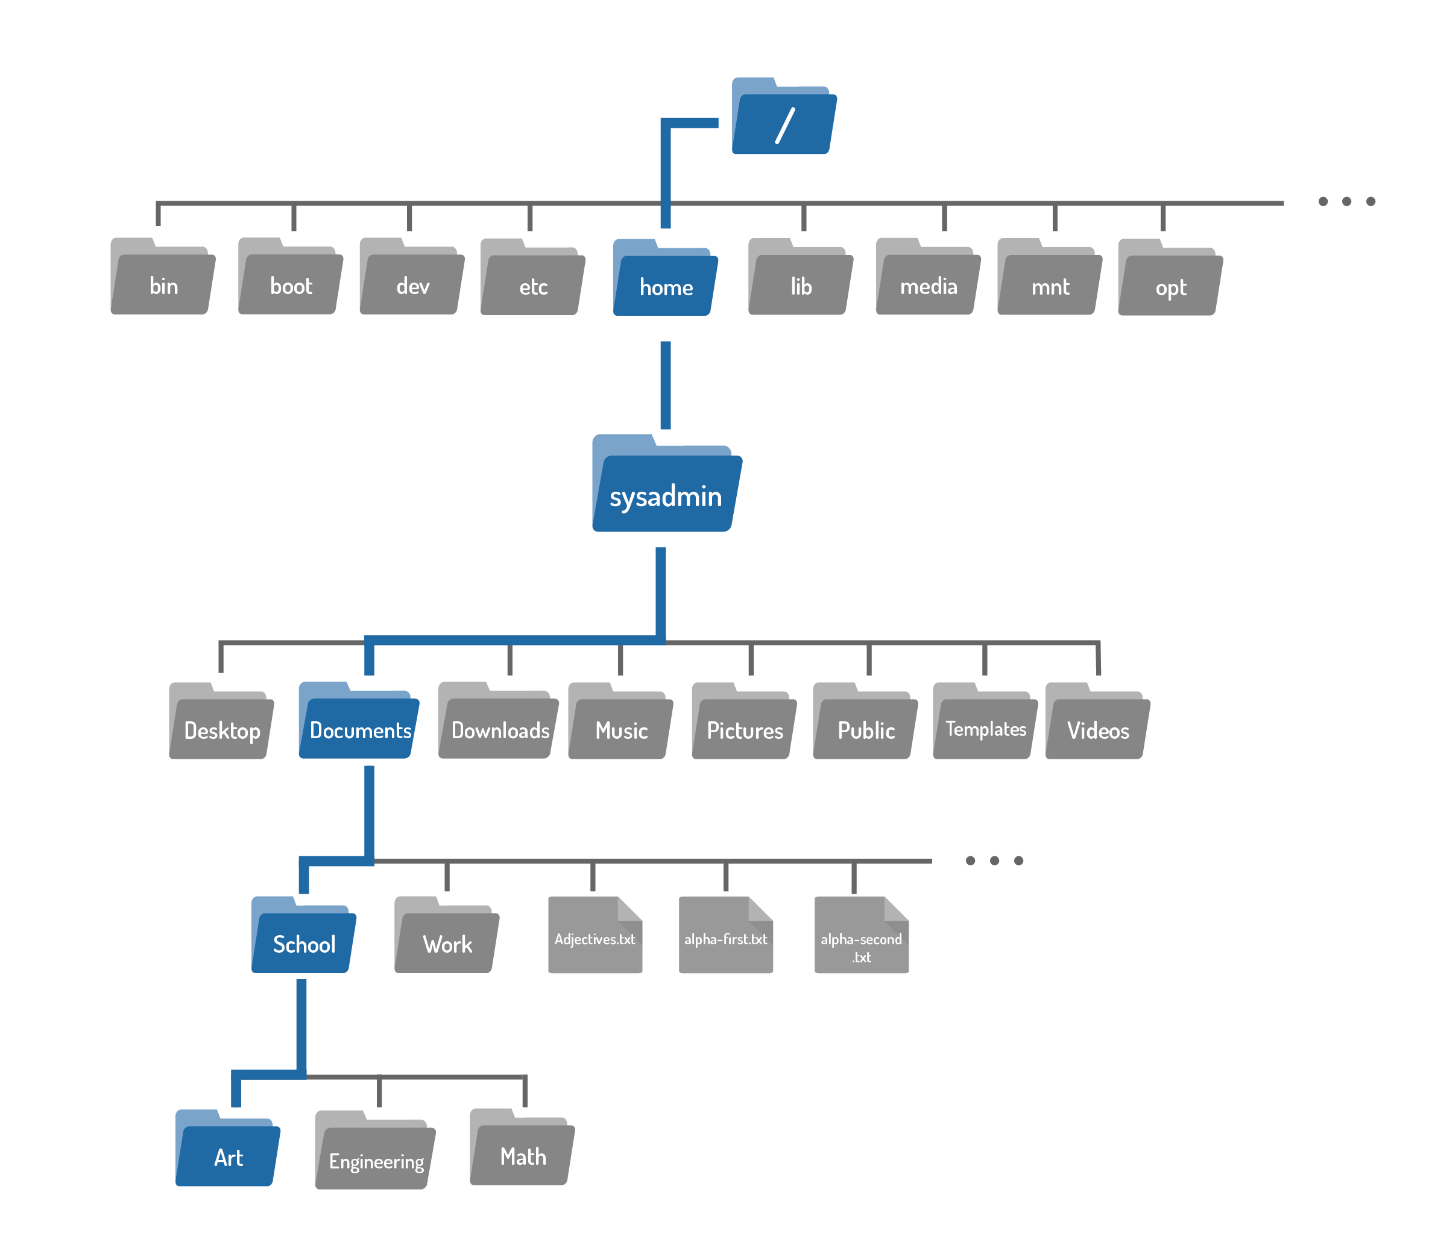 /
bin
boot
dev
etc
home
lib
media
mnt
opt
sysadmin
Desktop
Documents
Downloads
Music
Pictures
Public
Templates
Videos
School
Work
Adjectives.txt
alpha-first.txt
alpha-second
.txt
Art
Engineering
Math